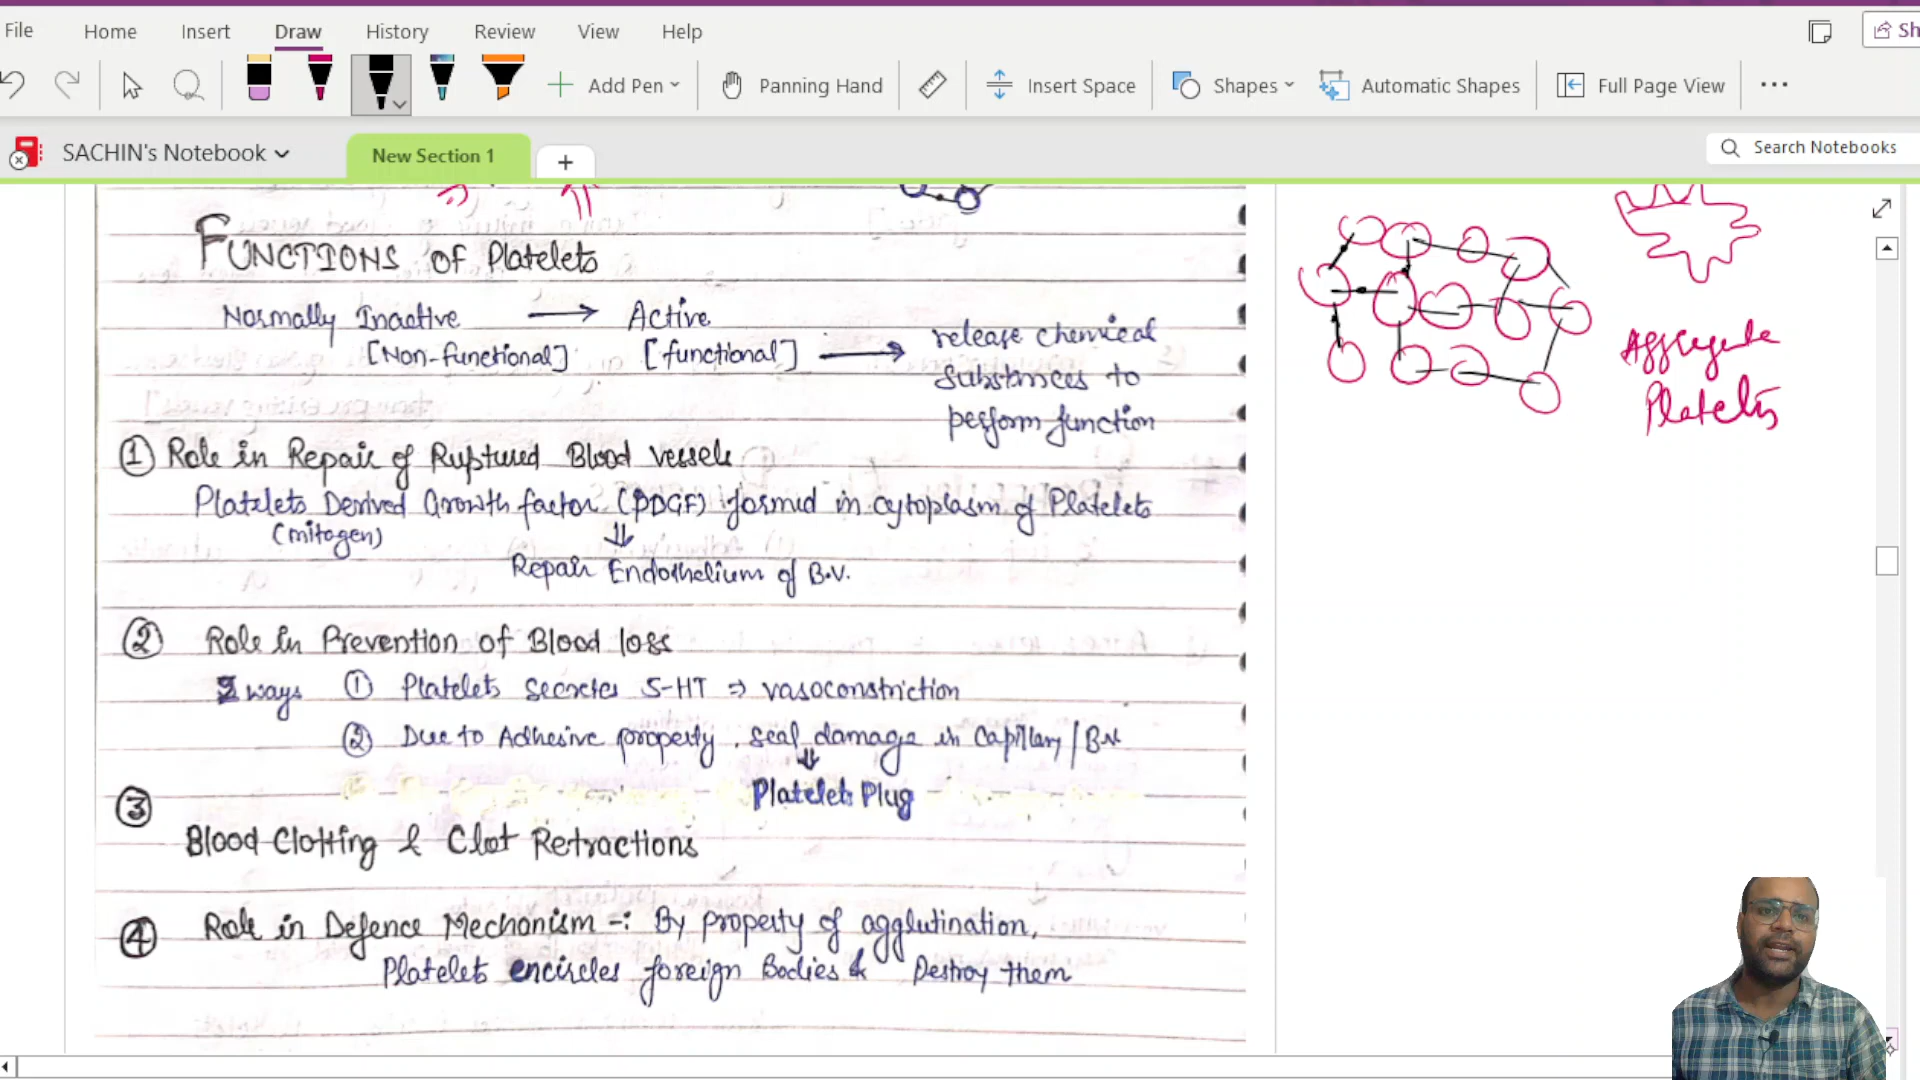 File Home Insert Draw History Review View Help Sh
Add Pen Panning Hand Insert Space Shapes Automatic Shapes Full Page View
SACHIN's Notebook New Section 1 + Search Notebooks
FUNCTIONS of Platelets
Normally Inactive → Active
[Non-functional] [functional] → release chemical
substances to
perform function
Aggregate
Platelets
① Role in Repair of Ruptured Blood vessels
Platelets Derived Growth factor (PDGF) formed in cytoplasm of Platelets
(mitogen) ⇓
Repair Endothelium of B.V.
② Role in Prevention of Blood loss
2 ways ① Platelets secretes 5-HT ⇒ vasoconstriction
② Due to Adhesive property, seal damage in capillary / B.V
⇓
Platelets Plug
③
Blood Clotting & Clot Retractions
④ Role in Defence Mechanism -: By property of agglutination,
Platelets encircles foreign Bodies & Destroy them